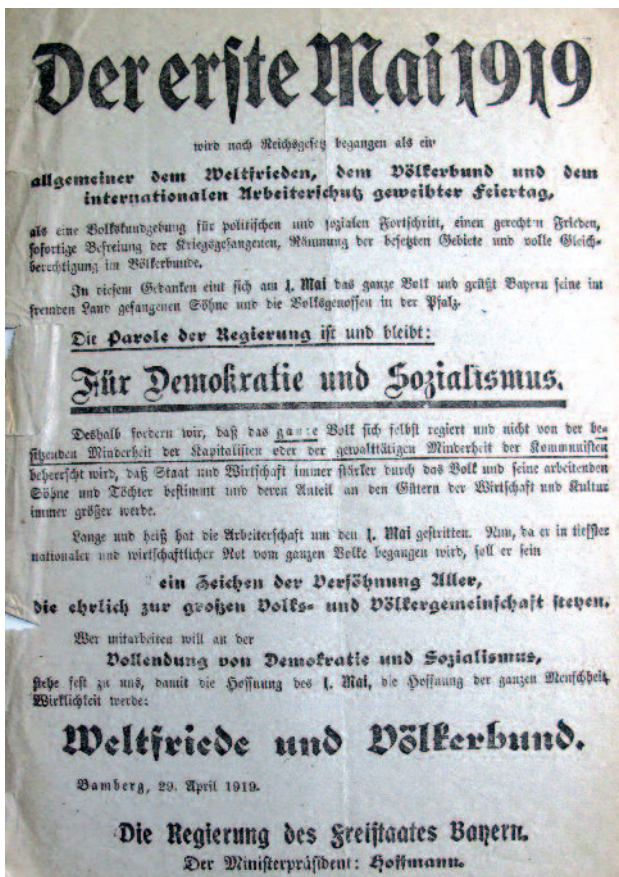 Der erste Mai 1919
wird nach Reichsgesetz begangen als ein
allgemeiner dem Weltfrieden, dem Völkerbund und dem
internationalen Arbeiterschutz geweihter Feiertag,
als eine Volkskundgebung für politischen und sozialen Fortschritt, einen gerechten Frieden,
sofortige Befreiung der Kriegsgefangenen, Räumung der besetzten Gebiete und volle Gleich-
berechtigung im Völkerbunde.
In diesem Gedanken eint sich am 1. Mai das ganze Volk und grüßt Bayern seine im
fremden Land gefangenen Söhne und die Volksgenossen in der Pfalz.
Die Parole der Regierung ist und bleibt:
Für Demokratie und Sozialismus.
Deshalb fordern wir, daß das ganze Volk sich selbst regiert und nicht von der be-
sitzenden Minderheit der Kapitalisten oder der gewalttätigen Minderheit der Kommunisten
beherrscht wird, daß Staat und Wirtschaft immer stärker durch das Volk und seine arbeitenden
Söhne und Töchter bestimmt und deren Anteil an den Gütern der Wirtschaft und Kultur
immer größer werde.
Lange und heiß hat die Arbeiterschaft um den 1. Mai gestritten. Nun, da er in tiefster
nationaler und wirtschaftlicher Not vom ganzen Volke begangen wird, soll er sein
ein Zeichen der Versöhnung Aller,
die ehrlich zur großen Volks- und Völkergemeinschaft stehen.
Wer mitarbeiten will an der
Vollendung von Demokratie und Sozialismus,
stehe fest zu uns, damit die Hoffnung des 1. Mai, die Hoffnung der ganzen Menschheit,
Wirklichkeit werde:
Weltfriede und Völkerbund.
Bamberg, 29. April 1919.
Die Regierung des Freistaates Bayern.
Der Ministerpräsident: Hoffmann.